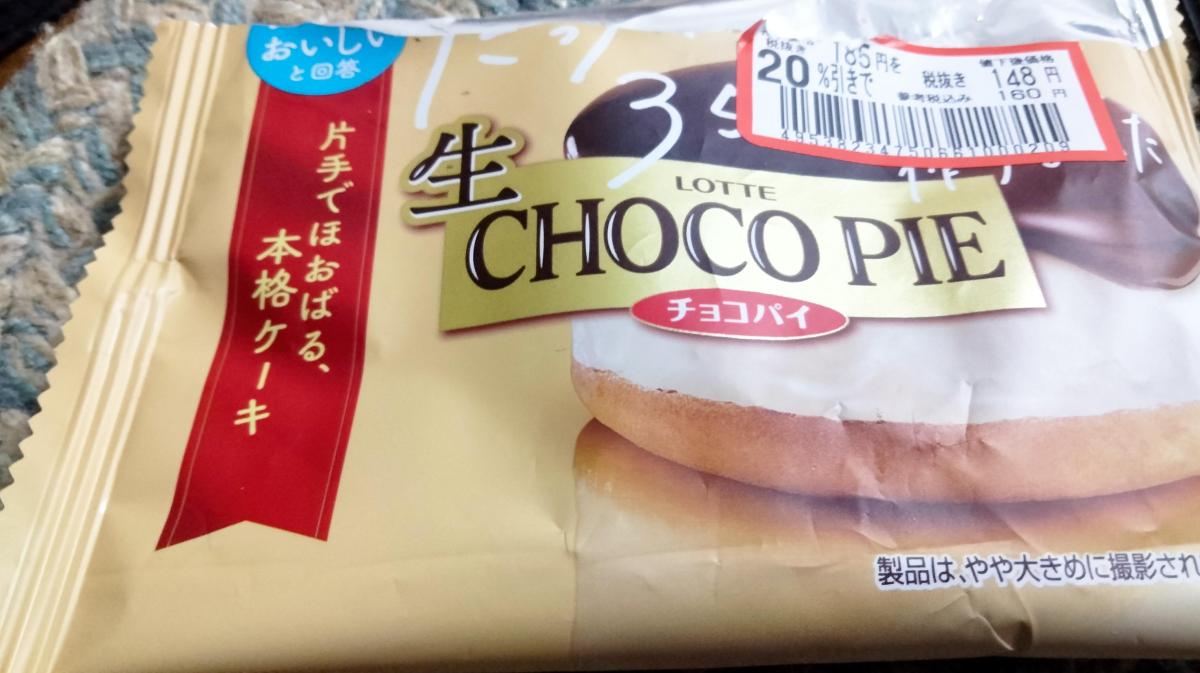 おいしい
と回答
片手でほおばる、
本格ケーキ
生
LOTTE
CHOCO PIE
チョコパイ
税抜き 185円を
20%引きで
値下後価格
税抜き 148円
参考税込み 160円
製品は、やや大きめに撮影され